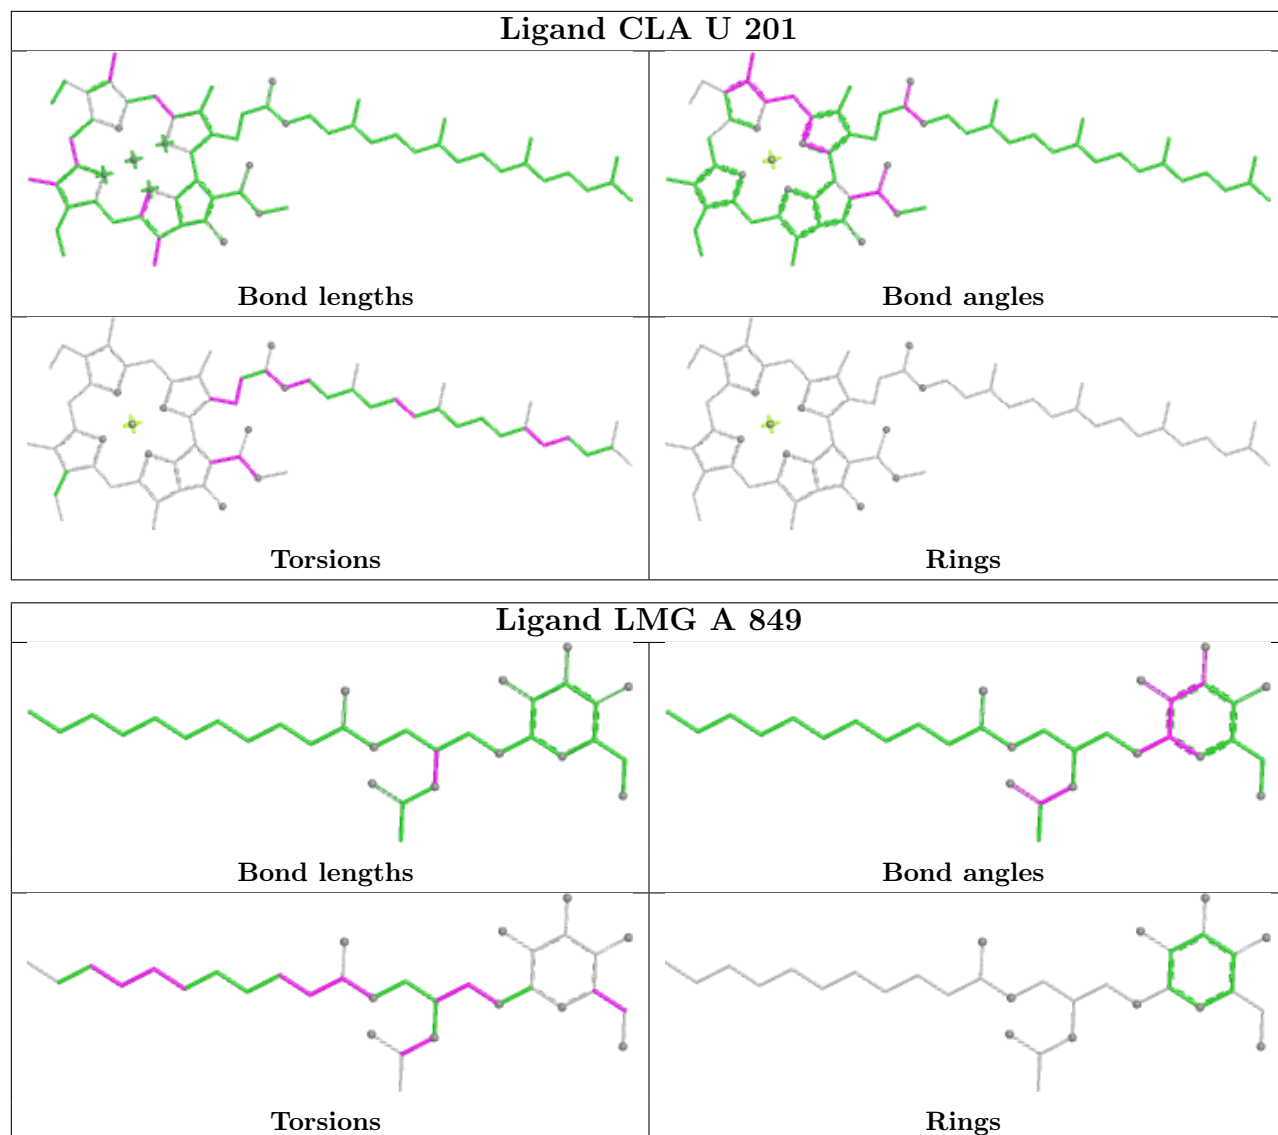 Ligand CLA U 201
Bond lengths
Bond angles
Torsions
Rings
Ligand LMG A 849
Bond lengths
Bond angles
Torsions
Rings